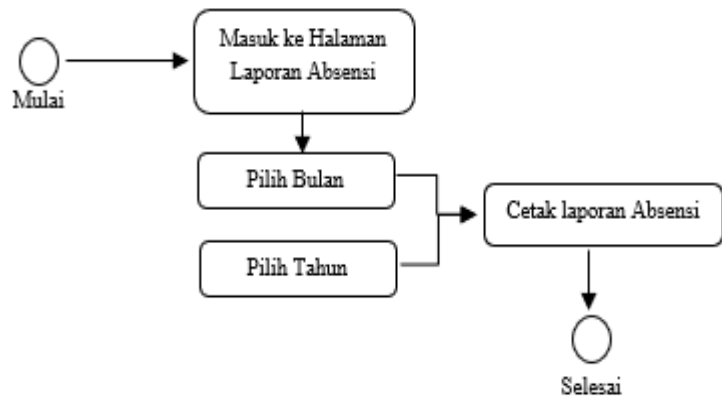 Masuk ke Halaman
Laporan Absensi
Mulai
Pilih Bulan
Cetak laporan Absensi
Pilih Tahun
Selesai